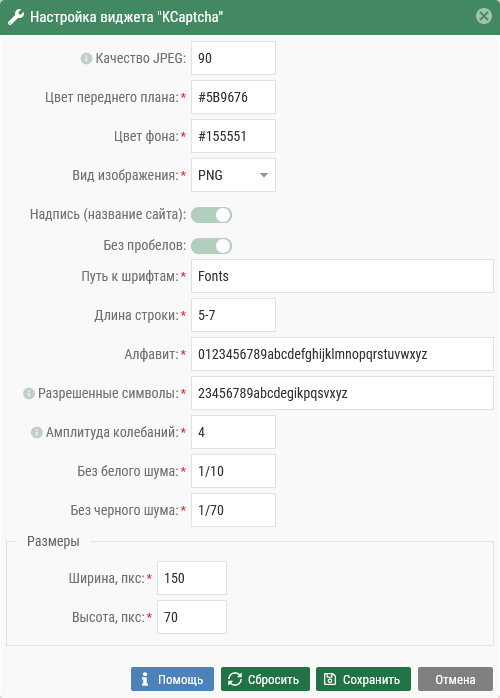 Настройка виджета "KCaptcha"
Качество JPEG: 90
Цвет переднего плана:* #5B9676
Цвет фона:* #155551
Вид изображения:* PNG
Надпись (название сайта):
Без пробелов:
Путь к шрифтам:* Fonts
Длина строки:* 5-7
Алфавит:* 0123456789abcdefghijklmnopqrstuvwxyz
Разрешенные символы:* 23456789abcdegikpqsvxyz
Амплитуда колебаний:* 4
Без белого шума:* 1/10
Без черного шума:* 1/70
Размеры
Ширина, пкс:* 150
Высота, пкс:* 70
Помощь Сбросить Сохранить Отмена